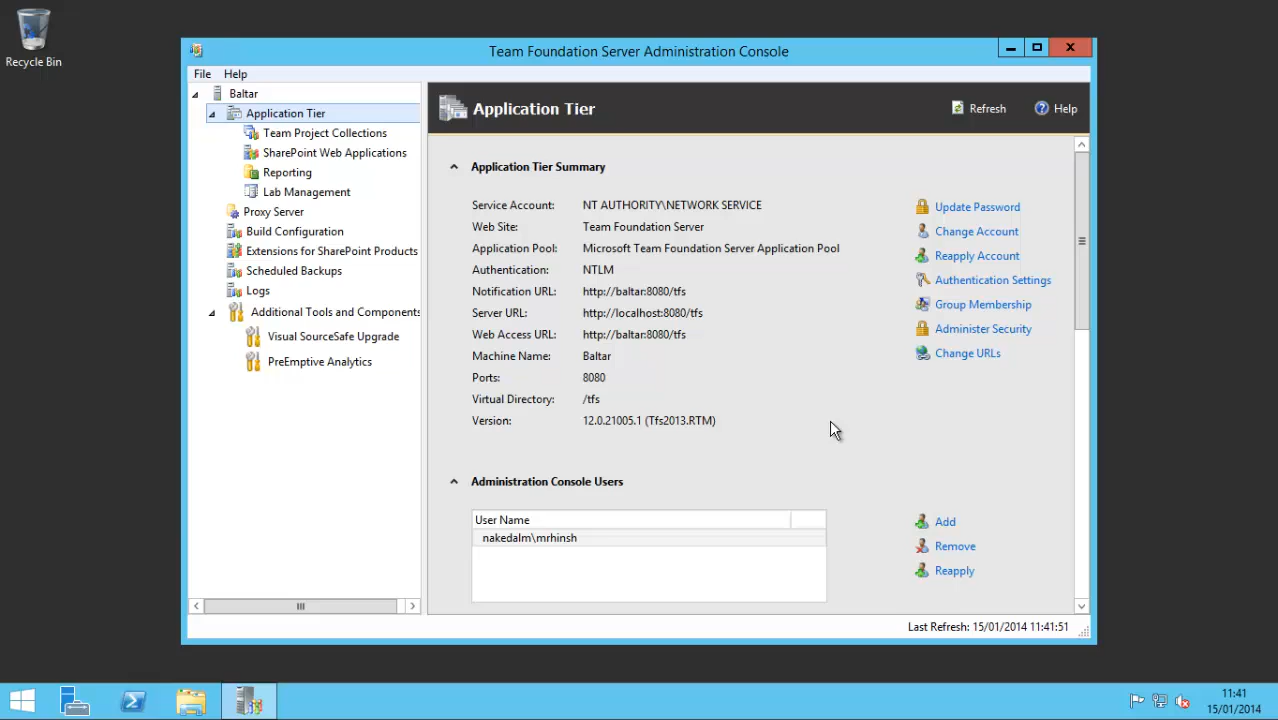 Recycle Bin
Team Foundation Server Administration Console
File Help
Baltar
Application Tier
Team Project Collections
SharePoint Web Applications
Reporting
Lab Management
Proxy Server
Build Configuration
Extensions for SharePoint Products
Scheduled Backups
Logs
Additional Tools and Components
Visual SourceSafe Upgrade
PreEmptive Analytics
Application Tier
Refresh
Help
Application Tier Summary
Service Account: NT AUTHORITY\NETWORK SERVICE
Web Site: Team Foundation Server
Application Pool: Microsoft Team Foundation Server Application Pool
Authentication: NTLM
Notification URL: http://baltar:8080/tfs
Server URL: http://localhost:8080/tfs
Web Access URL: http://baltar:8080/tfs
Machine Name: Baltar
Ports: 8080
Virtual Directory: /tfs
Version: 12.0.21005.1 (Tfs2013.RTM)
Update Password
Change Account
Reapply Account
Authentication Settings
Group Membership
Administer Security
Change URLs
Administration Console Users
User Name
nakedalm\mrhinsh
Add
Remove
Reapply
Last Refresh: 15/01/2014 11:41:51
11:41
15/01/2014